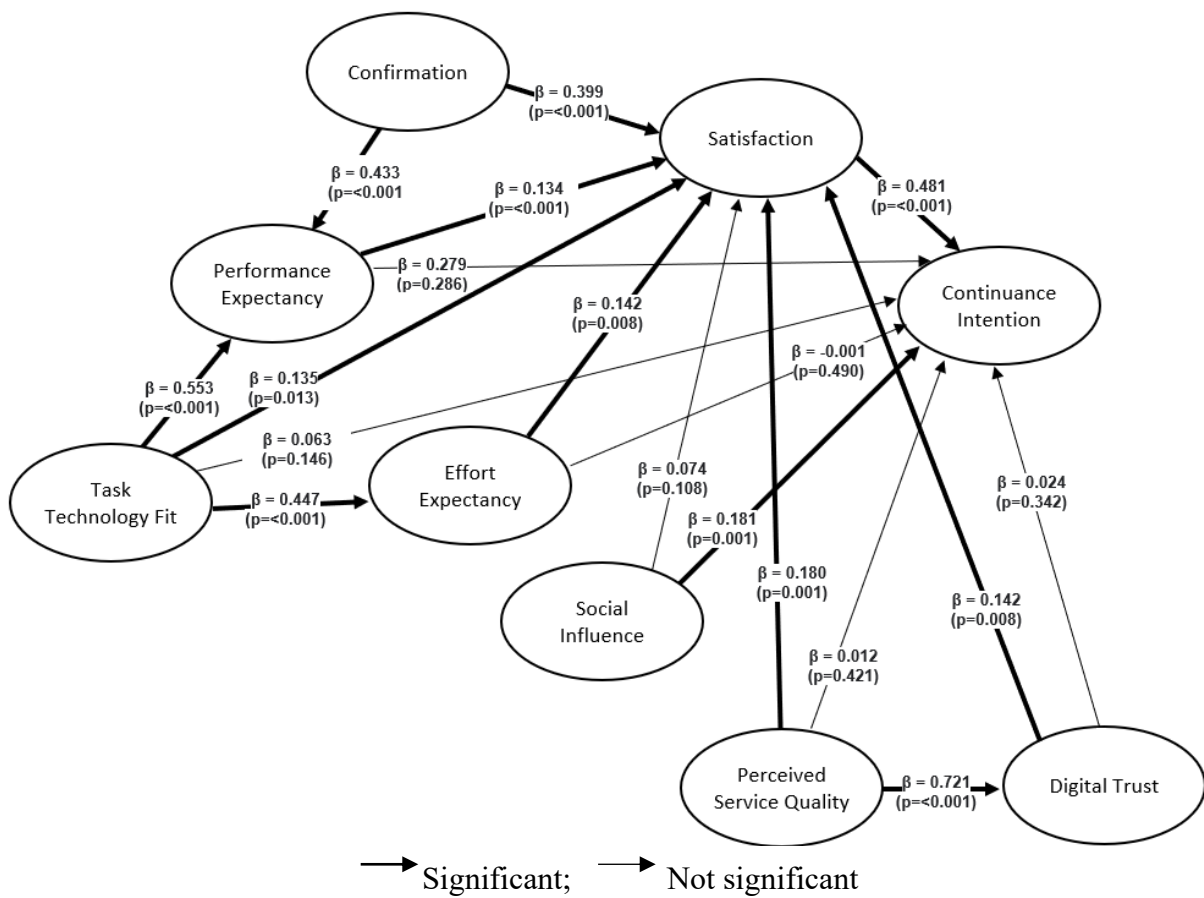 Confirmation
β = 0.399
(p=<0.001)
Satisfaction
β = 0.433
(p=<0.001
β = 0.134
(p=<0.001)
β = 0.481
(p=<0.001)
Performance
Expectancy
β = 0.279
(p=0.286)
Continuance
Intention
β = 0.142
(p=0.008)
β = -0.001
(p=0.490)
β = 0.553
(p=<0.001)
β = 0.135
(p=0.013)
β = 0.063
(p=0.146)
Task
Technology Fit
β = 0.447
(p=<0.001)
Effort
Expectancy
β = 0.074
(p=0.108)
β = 0.024
(p=0.342)
β = 0.181
(p=0.001)
β = 0.180
(p=0.001)
β = 0.142
(p=0.008)
Social
Influence
β = 0.012
(p=0.421)
Perceived
Service Quality
β = 0.721
(p=<0.001)
Digital Trust
Significant; Not significant